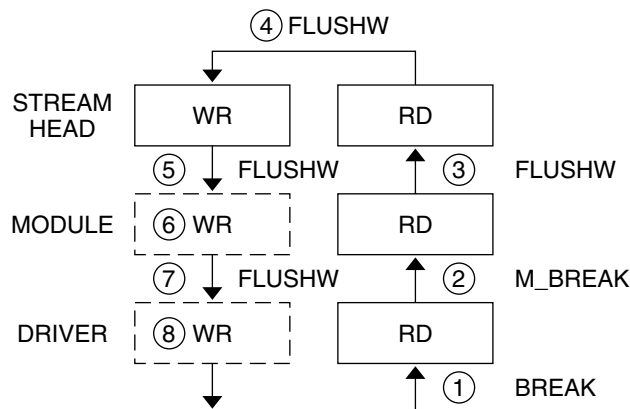 ④ FLUSHW
STREAM
HEAD
WR
RD
⑤ FLUSHW
③ FLUSHW
MODULE
⑥ WR
RD
⑦ FLUSHW
② M_BREAK
DRIVER
⑧ WR
RD
① BREAK